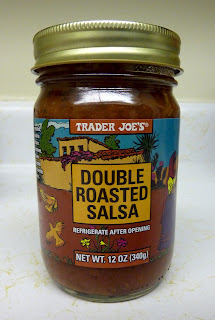 TRADER JOE'S®
DOUBLE
ROASTED
SALSA
REFRIGERATE AFTER OPENING
NET WT. 12 OZ (340g)